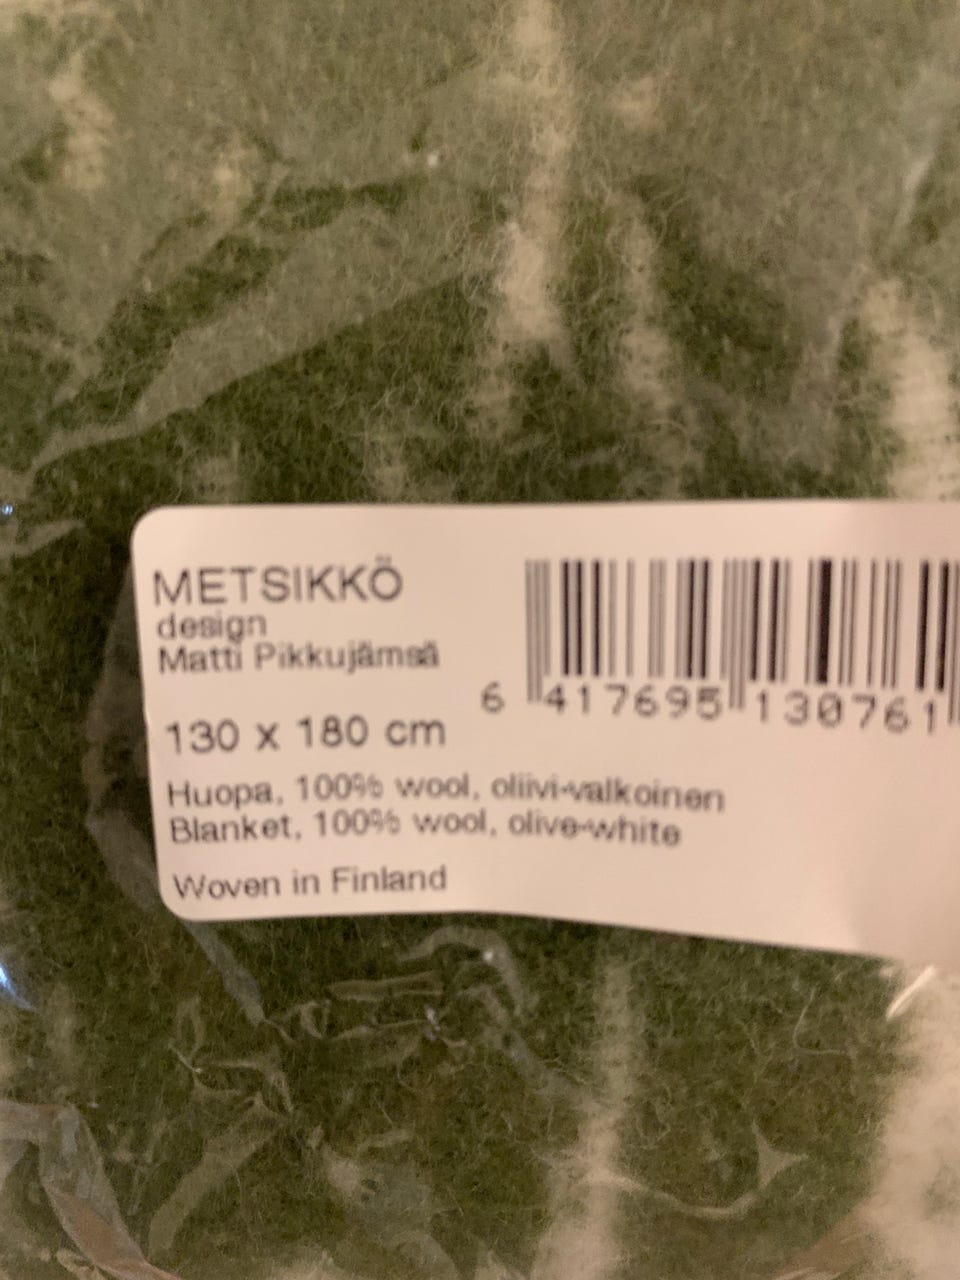 METSIKKÖ
design
Matti Pikkujämsä
130 x 180 cm
Huopa, 100% wool, oliivi-valkoinen
Blanket, 100% wool, olive-white
Woven in Finland
6 417695 130761